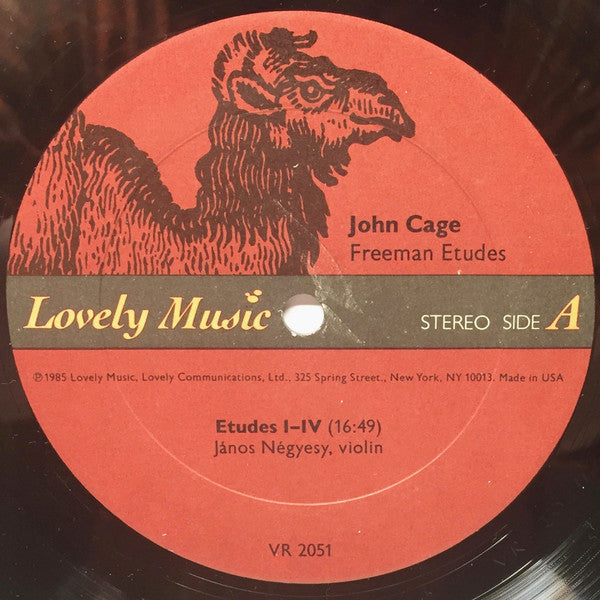 John Cage
Freeman Etudes
Lovely Music
STEREO SIDE A
℗1985 Lovely Music, Lovely Communications, Ltd., 325 Spring Street., New York, NY 10013. Made in USA
Etudes I–IV (16:49)
János Négyesy, violin
VR 2051